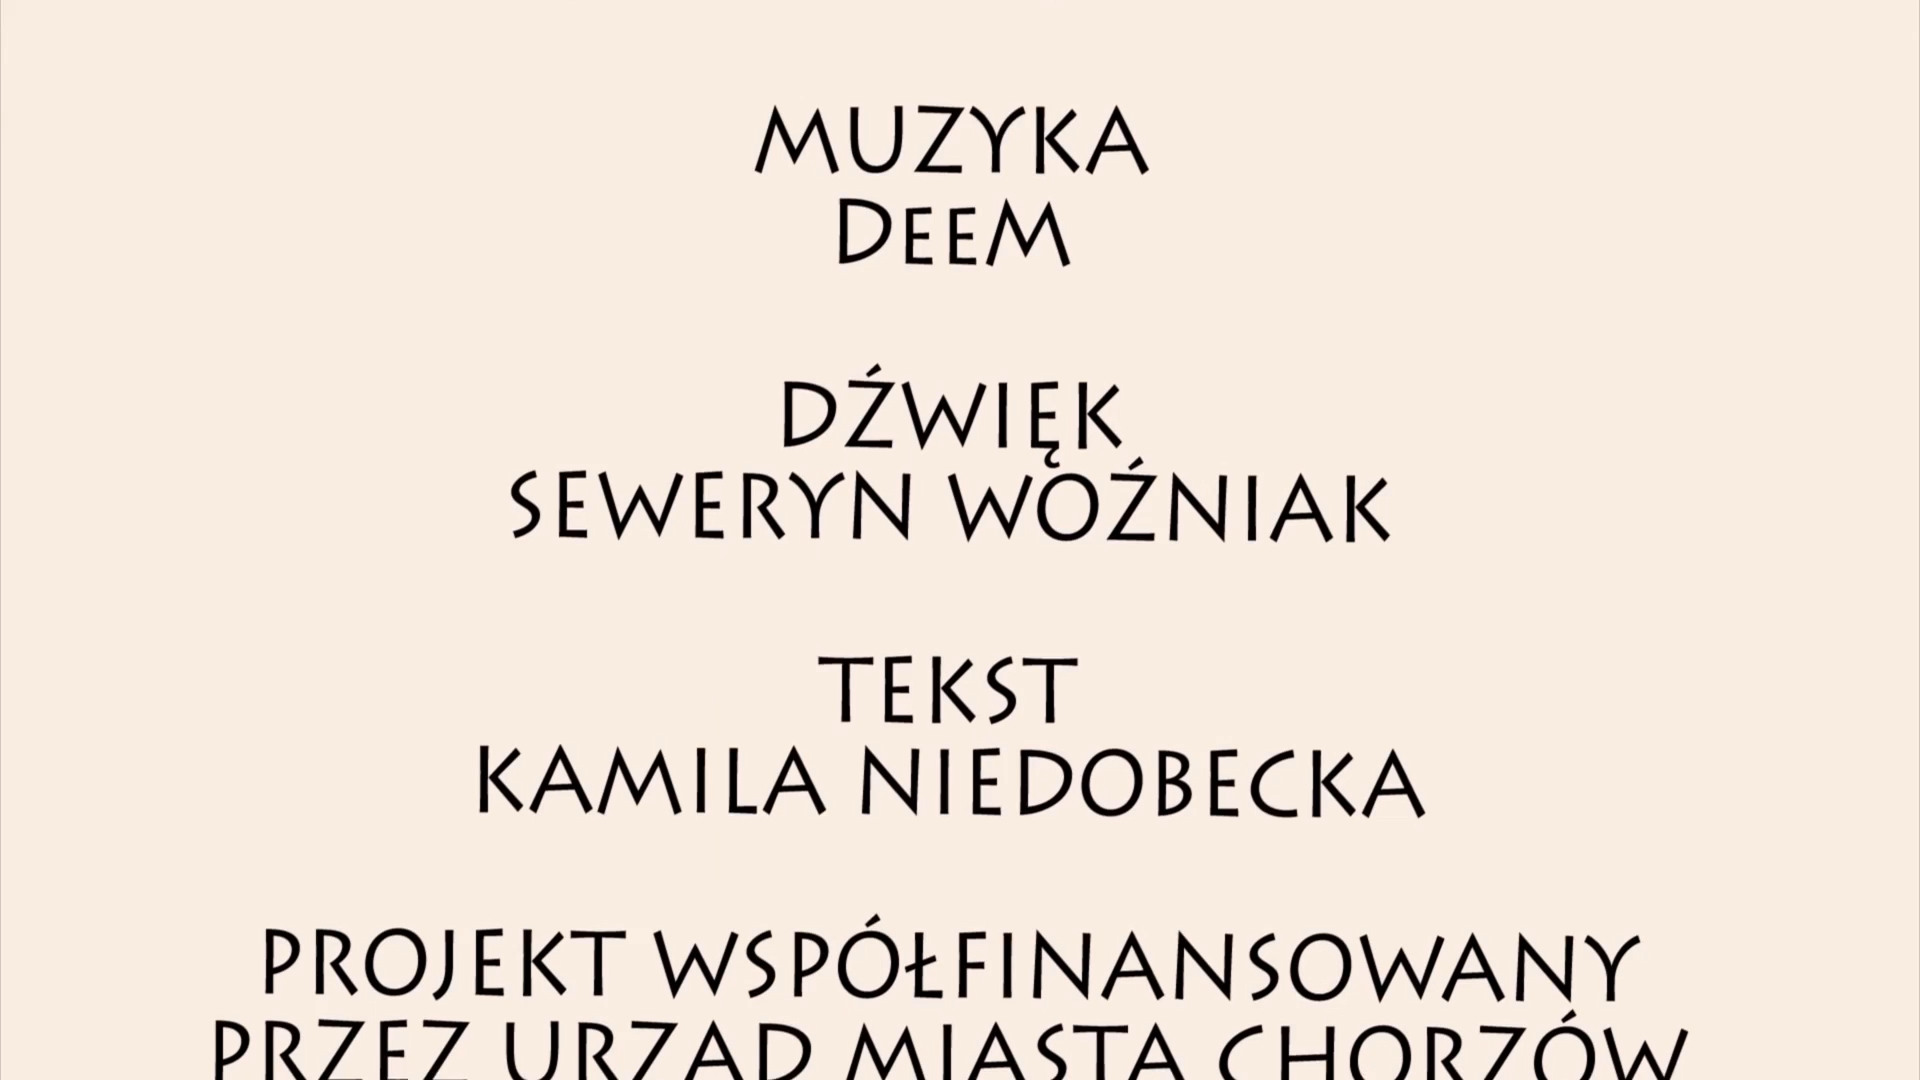 MUZYKA
DEEM
DŹWIĘK
SEWERYN WOŹNIAK
TEKST
KAMILA NIEDOBECKA
PROJEKT WSPÓŁFINANSOWANY
PRZEZ URZĄD MIASTA CHORZÓW